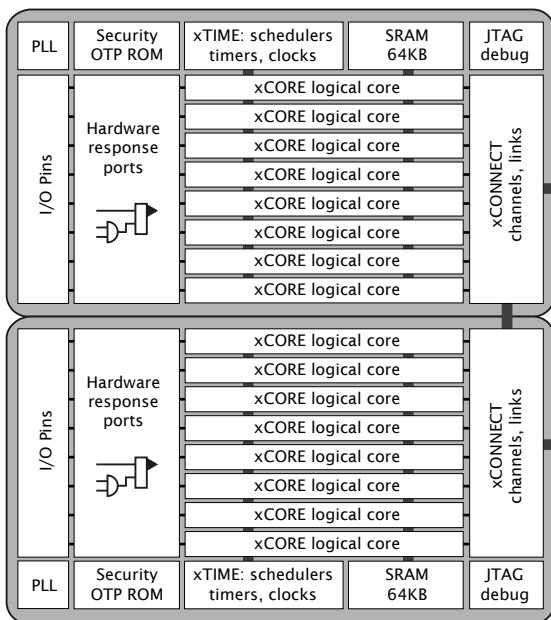 PLL
Security
OTP ROM
xTIME: schedulers
timers, clocks
SRAM
64KB
JTAG
debug
I/O Pins
Hardware
response
ports
xCORE logical core
xCORE logical core
xCORE logical core
xCORE logical core
xCORE logical core
xCORE logical core
xCORE logical core
xCORE logical core
xCONNECT
channels, links
I/O Pins
Hardware
response
ports
xCORE logical core
xCORE logical core
xCORE logical core
xCORE logical core
xCORE logical core
xCORE logical core
xCORE logical core
xCORE logical core
xCONNECT
channels, links
PLL
Security
OTP ROM
xTIME: schedulers
timers, clocks
SRAM
64KB
JTAG
debug